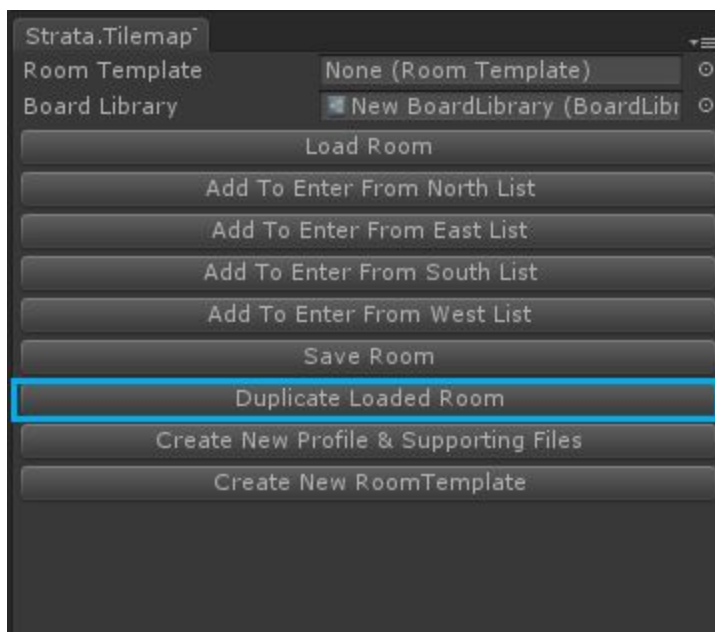 Strata.Tilemap
Room Template None (Room Template)
Board Library New BoardLibrary (BoardLibr
Load Room
Add To Enter From North List
Add To Enter From East List
Add To Enter From South List
Add To Enter From West List
Save Room
Duplicate Loaded Room
Create New Profile & Supporting Files
Create New RoomTemplate